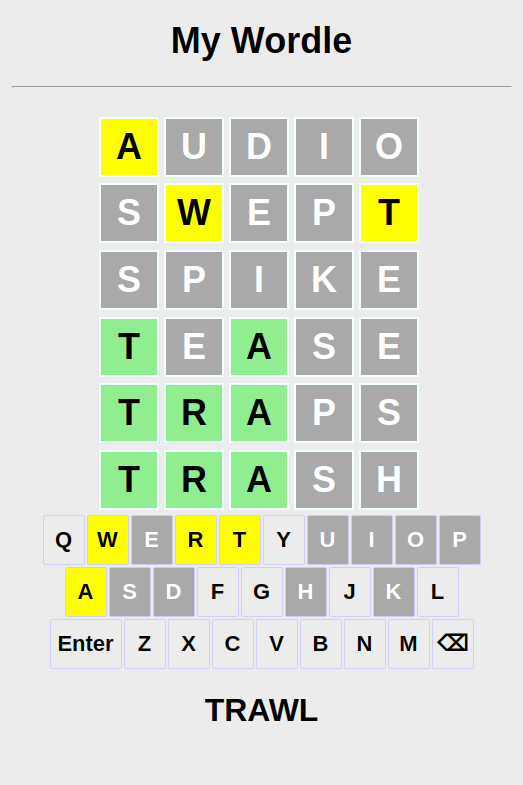 My Wordle
A U D I O
S W E P T
S P I K E
T E A S E
T R A P S
T R A S H
Q W E R T Y U I O P
A S D F G H J K L
Enter Z X C V B N M ⌫
TRAWL